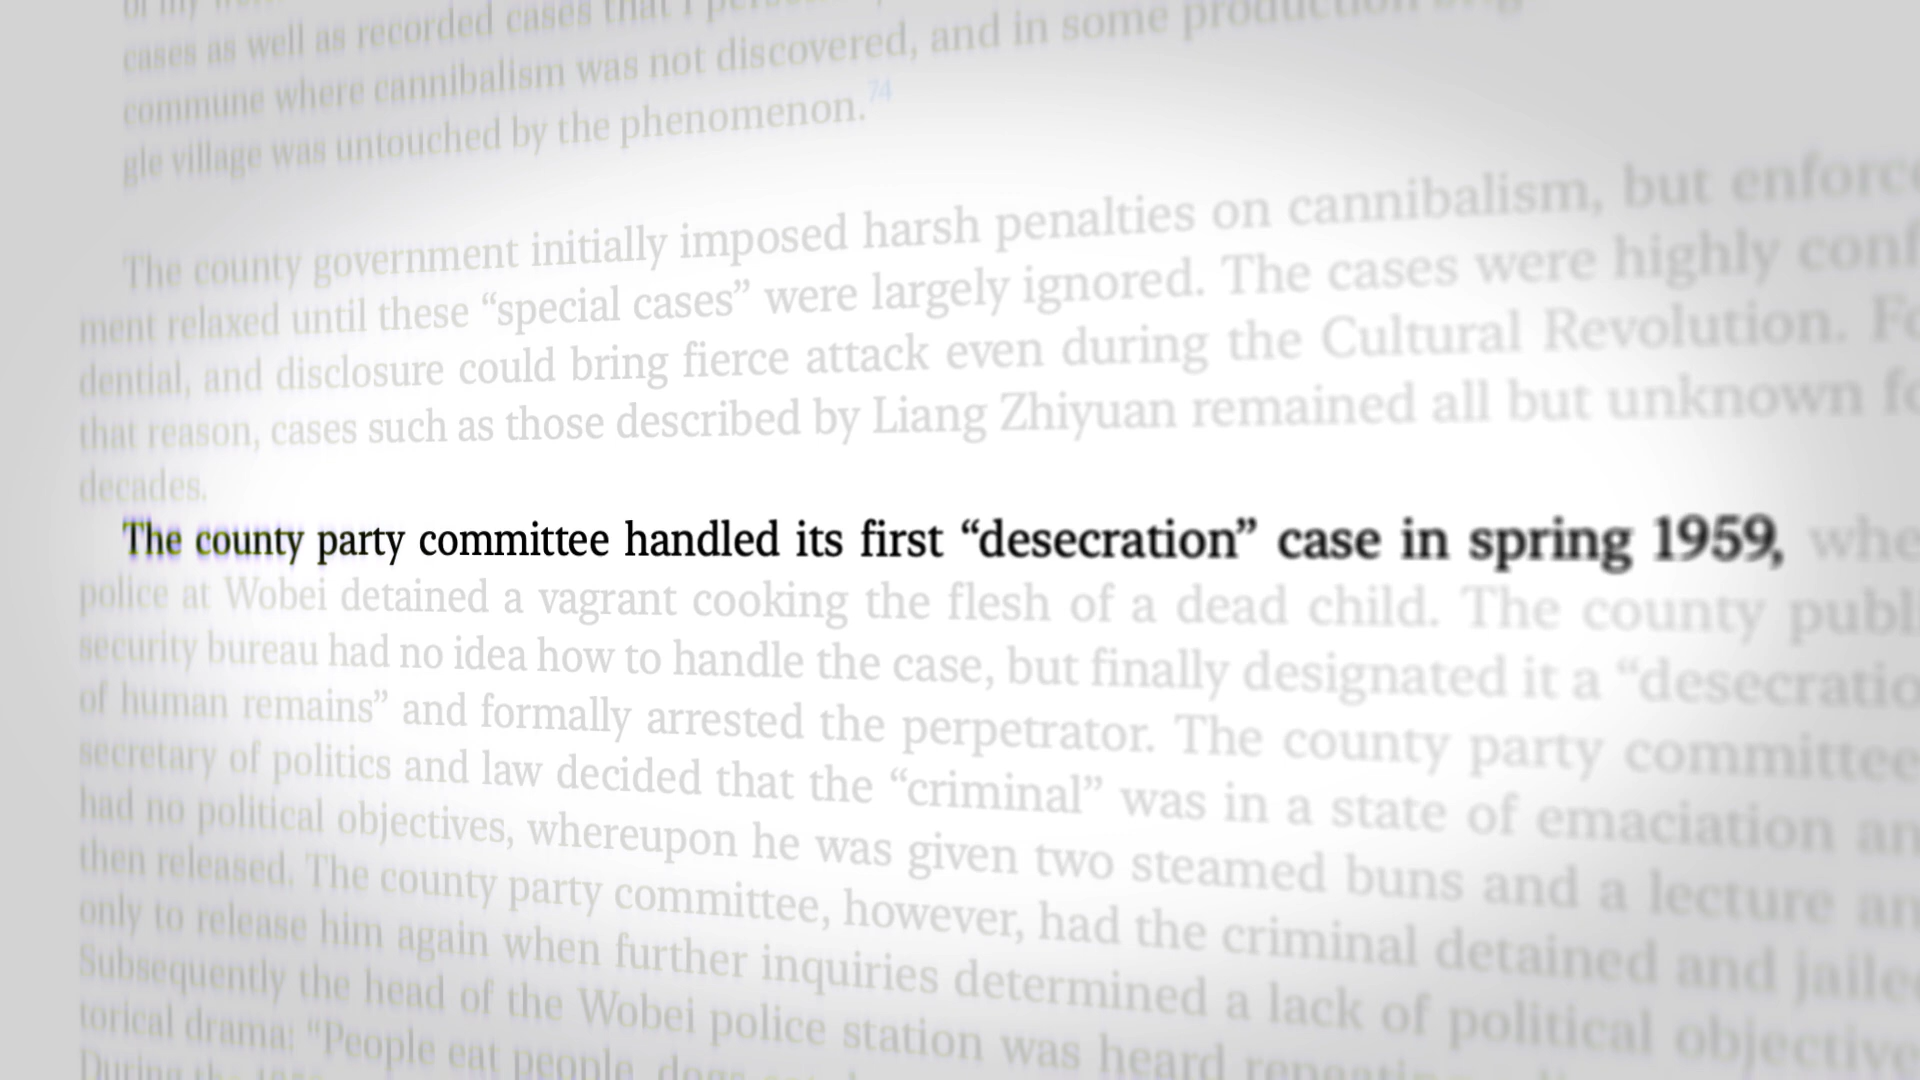 cases as well as recorded cases that I
commune where cannibalism was not discovered, and in some production
gle village was untouched by the phenomenon.74
The county government initially imposed harsh penalties on cannibalism, but enforce
ment relaxed until these “special cases” were largely ignored. The cases were highly conf
dential, and disclosure could bring fierce attack even during the Cultural Revolution. Fo
that reason, cases such as those described by Liang Zhiyuan remained all but unknown fo
decades.
The county party committee handled its first “desecration” case in spring 1959, whe
police at Wobei detained a vagrant cooking the flesh of a dead child. The county publi
security bureau had no idea how to handle the case, but finally designated it a “desecratio
of human remains” and formally arrested the perpetrator. The county party committee
secretary of politics and law decided that the “criminal” was in a state of emaciation an
had no political objectives, whereupon he was given two steamed buns and a lecture an
then released. The county party committee, however, had the criminal detained and jaile
only to release him again when further inquiries determined a lack of political objective
Subsequently the head of the Wobei police station was heard repeating
torical drama: “People eat people, dogs
During the